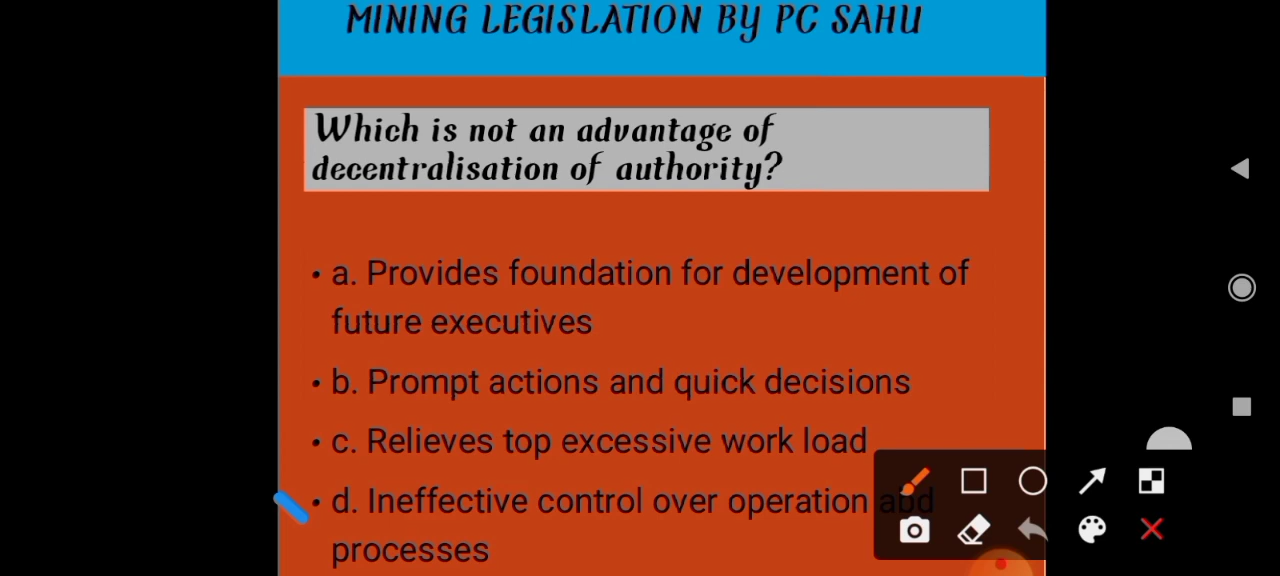 MINING LEGISLATION BY PC SAHU
Which is not an advantage of
decentralisation of authority?
• a. Provides foundation for development of
future executives
• b. Prompt actions and quick decisions
• c. Relieves top excessive work load
• d. Ineffective control over operation abd
processes